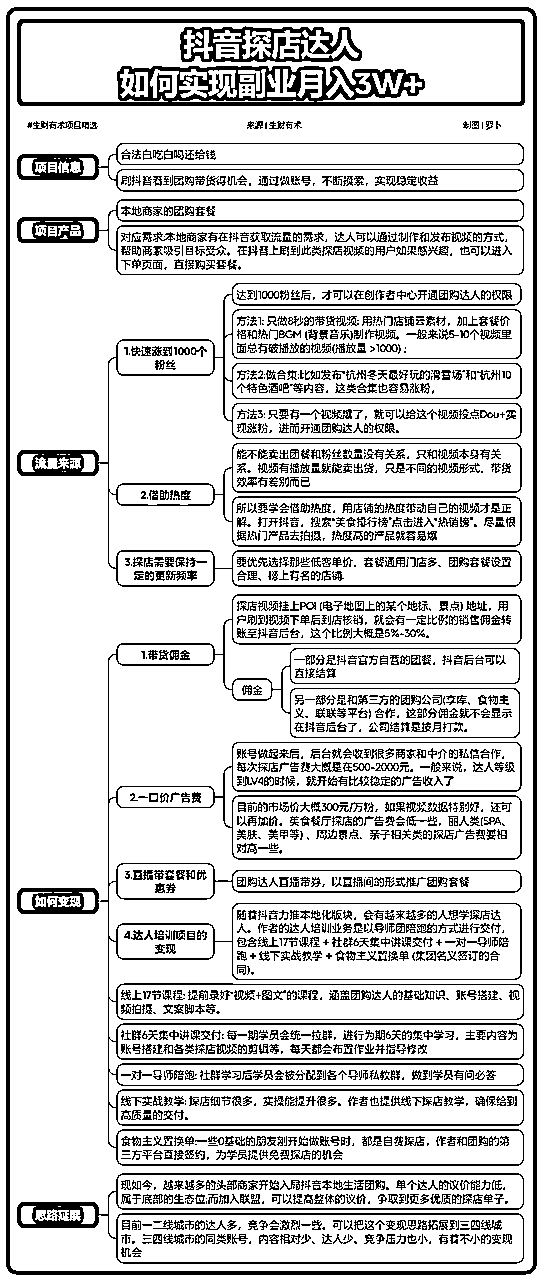 抖音探店达人
如何实现副业月入3W+
#生财有术项目精选
来源 | 生财有术
制图 | 萝卜
项目信息
合法白吃白喝还给钱
刷抖音看到团购带货得机会。通过做账号，不断摸索，实现稳定收益
项目产品
本地商家的团购套餐
对应需求:本地商家有在抖音获取流量的需求，达人可以通过制作和发布视频的方式，
帮助商家吸引目标受众。在抖音上刷到此类探店视频的用户如果感兴趣，也可以进入
下单页面，直接购买套餐。
流量来源
1.快速涨到1000个
粉丝
达到1000粉丝后，才可以在创作者中心开通团购达人的权限
方法1: 只做8秒的带货视频: 用热门店铺云素材，加上套餐价
格和热门BGM (背景音乐)制作视频。一般来说5-10个视频里
面总有破播放的视频(播放量 >1000)；
方法2:做合集:比如发布“杭州冬天最好玩的滑雪场”和“杭州10
个特色酒吧”等内容，这类合集也容易涨粉，
方法3: 只要有一个视频爆了，就可以给这个视频投点Dou+实
现涨粉，进而开通团购达人的权限。
2.借助热度
能不能卖出团餐和粉丝数量没有关系，只和视频本身有关
系。视频有播放量就能卖出货，只是不同的视频形式，带货
效率有差别而已
所以要学会借助热度，用店铺的热度带动自己的视频才是正
解。打开抖音，搜索“美食排行榜”点击进入“热销榜”。尽量根
据热门产品去拍摄，热度高的产品就容易爆
3.探店需要保持一
定的更新频率
要优先选择那些低客单价、套餐通用门店多、团购套餐设置
合理、榜上有名的店铺.
如何变现
1.带货佣金
探店视频挂上POI (电子地图上的某个地标、景点) 地址，用
户刷到视频下单后到店核销，就会有一定比例的销售佣金转
账至抖音后台，这个比例大概是5%-30%。
佣金
一部分是抖音官方自营的团餐，抖音后台可以
直接结算
另一部分是和第三方的团购公司(享库、食物主
义、联联等平台) 合作，这部分佣金就不会显示
在抖音后台了，公司结算是按月打款。
2.一口价广告费
账号做起来后，后台就会收到很多商家和中介的私信合作，
每次探店广告费大概是在500-2000元。一般来说，达人等级
到LV4的时候，就开始有比较稳定的广告收入了
目前的市场价大概300元/万粉，如果视频数据特别好，还可
以再加价。美食餐厅探店的广告费会低一些，丽人类(SPA、
美肤、美甲等) 、周边景点、亲子相关类的探店广告费要相
对高一些。
3.直播带套餐和优
惠券
团购达人直播带券，以直播间的形式推广团购套餐
4.达人培训项目的
变现
随着抖音力推本地化版块，会有越来越多的人想学探店达
人。作者的达人培训业务是以导师团陪跑的方式进行交付，
包含线上17节课程 + 社群6天集中讲课交付 + 一对一导师陪
跑 + 线下实战教学 + 食物主义置换单 (集团名义签订的合
同)。
线上17节课程: 提前录好“视频+图文”的课程，涵盖团购达人的基础知识、账号搭建、视
频拍摄、文案脚本等。
社群6天集中讲课交付: 每一期学员会统一拉群，进行为期6天的集中学习，主要内容为
账号搭建和各类探店视频的剪辑等，每天都会布置作业并指导修改
一对一导师陪跑: 社群学习后学员会被分配到各个导师私教群，做到学员有问必答
线下实战教学: 探店细节很多，实操能提升很多。作者也提供线下探店教学，确保给到
高质量的交付。
食物主义置换单:一些0基础的朋友刚开始做账号时，都是自费探店，作者和团购的第
三方平台直接签约，为学员提供免费探店的机会
思路延展
现如今，越来越多的头部商家开始入局抖音本地生活团购。单个达人的议价能力低，
属于底部的生态位;而加入联盟，可以提高整体的议价，争取到更多优质的探店单子。
目前一二线城市的达人多，竞争会激烈一些。可以把这个变现思路拓展到三四线城
市。三四线城市的同类账号，内容相对少、达人少、竞争压力也小，有着不小的变现
机会